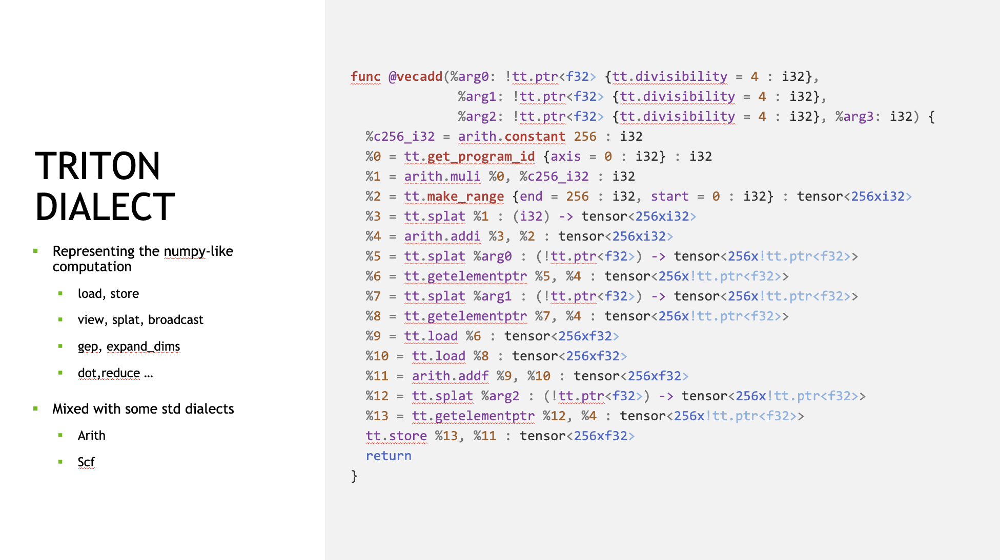 TRITON
DIALECT
Representing the numpy-like
computation
load, store
view, splat, broadcast
gep, expand_dims
dot,reduce …
Mixed with some std dialects
Arith
Scf
func @vecadd(%arg0: !tt.ptr<f32> {tt.divisibility = 4 : i32},
              %arg1: !tt.ptr<f32> {tt.divisibility = 4 : i32},
              %arg2: !tt.ptr<f32> {tt.divisibility = 4 : i32}, %arg3: i32) {
  %c256_i32 = arith.constant 256 : i32
  %0 = tt.get_program_id {axis = 0 : i32} : i32
  %1 = arith.muli %0, %c256_i32 : i32
  %2 = tt.make_range {end = 256 : i32, start = 0 : i32} : tensor<256xi32>
  %3 = tt.splat %1 : (i32) -> tensor<256xi32>
  %4 = arith.addi %3, %2 : tensor<256xi32>
  %5 = tt.splat %arg0 : (!tt.ptr<f32>) -> tensor<256x!tt.ptr<f32>>
  %6 = tt.getelementptr %5, %4 : tensor<256x!tt.ptr<f32>>
  %7 = tt.splat %arg1 : (!tt.ptr<f32>) -> tensor<256x!tt.ptr<f32>>
  %8 = tt.getelementptr %7, %4 : tensor<256x!tt.ptr<f32>>
  %9 = tt.load %6 : tensor<256xf32>
  %10 = tt.load %8 : tensor<256xf32>
  %11 = arith.addf %9, %10 : tensor<256xf32>
  %12 = tt.splat %arg2 : (!tt.ptr<f32>) -> tensor<256x!tt.ptr<f32>>
  %13 = tt.getelementptr %12, %4 : tensor<256x!tt.ptr<f32>>
  tt.store %13, %11 : tensor<256xf32>
  return
}